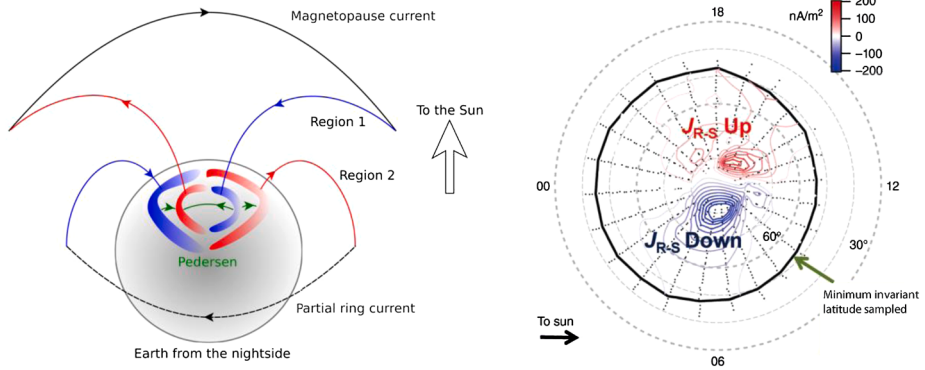 Magnetopause current
Region 1
To the Sun
Region 2
Pedersen
Partial ring current
Earth from the nightside
18
nA/m²
200
100
0
−100
−200
J_R-S Up
00
12
J_R-S Down
60°
30°
Minimum invariant
latitude sampled
To sun
06